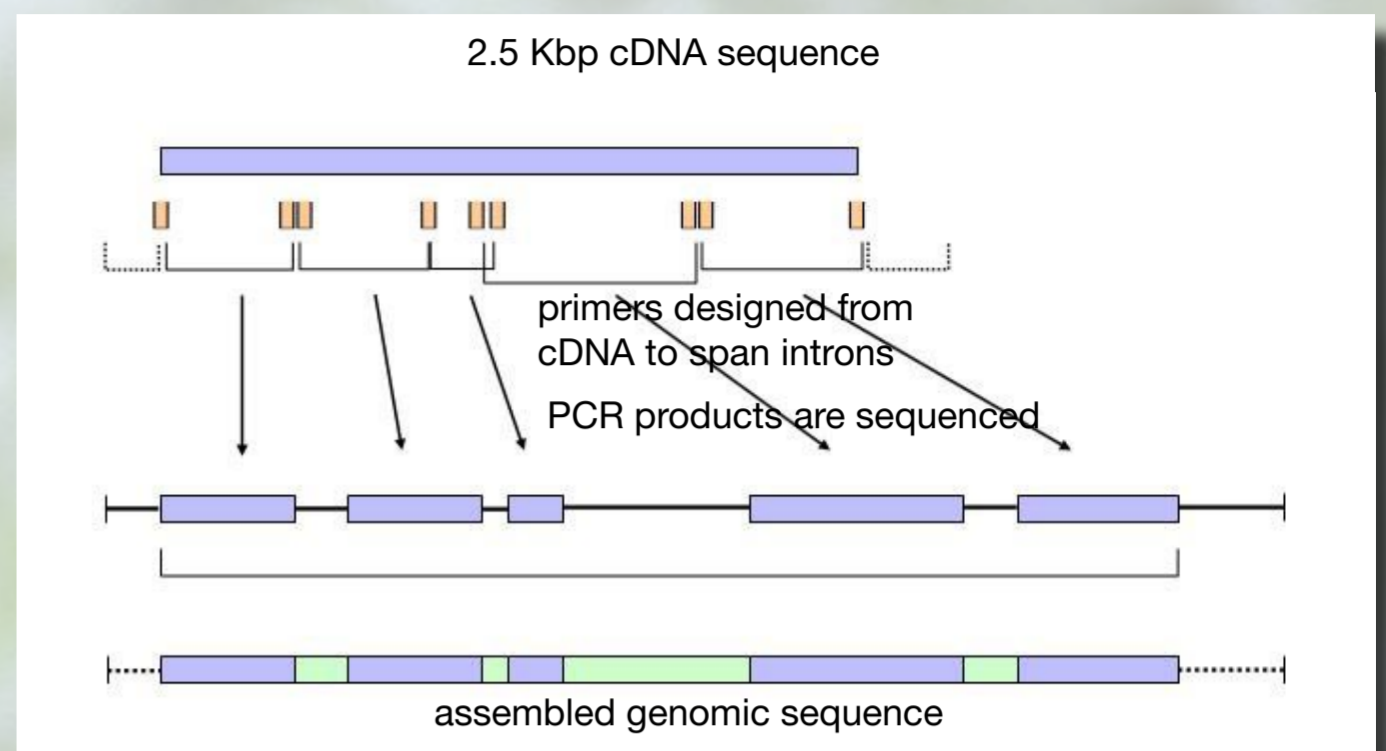 2.5 Kbp cDNA sequence
primers designed from
cDNA to span introns
PCR products are sequenced
assembled genomic sequence